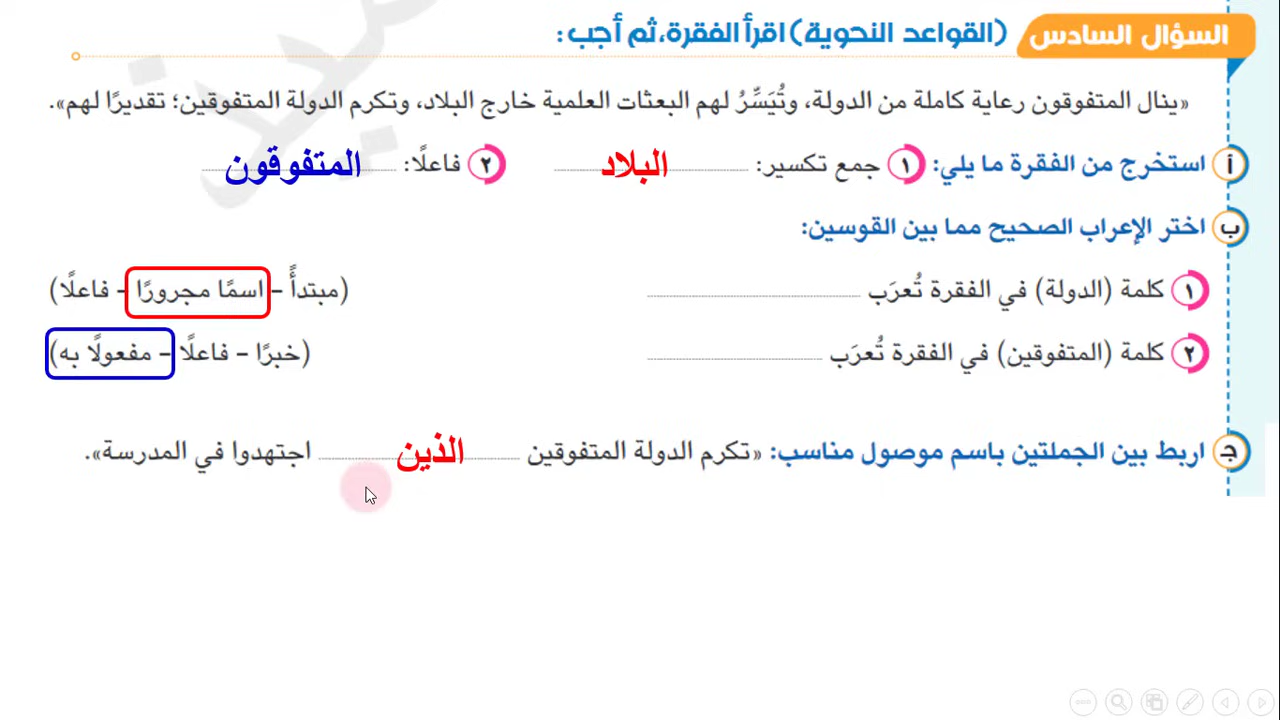 السؤال السادس (القواعد النحوية) اقرأ الفقرة، ثم أجب:
«ينال المتفوقون رعاية كاملة من الدولة، وتُيَسِّرُ لهم البعثات العلمية خارج البلاد، وتكرم الدولة المتفوقين؛ تقديرًا لهم».
أ استخرج من الفقرة ما يلي: ١ جمع تكسير: البلاد ٢ فاعلًا: المتفوقون
ب اختر الإعراب الصحيح مما بين القوسين:
١ كلمة (الدولة) في الفقرة تُعرَب (مبتدأً – اسمًا مجرورًا – فاعلًا)
٢ كلمة (المتفوقين) في الفقرة تُعرَب (خبرًا – فاعلًا – مفعولًا به)
جـ اربط بين الجملتين باسم موصول مناسب: «تكرم الدولة المتفوقين الذين اجتهدوا في المدرسة».